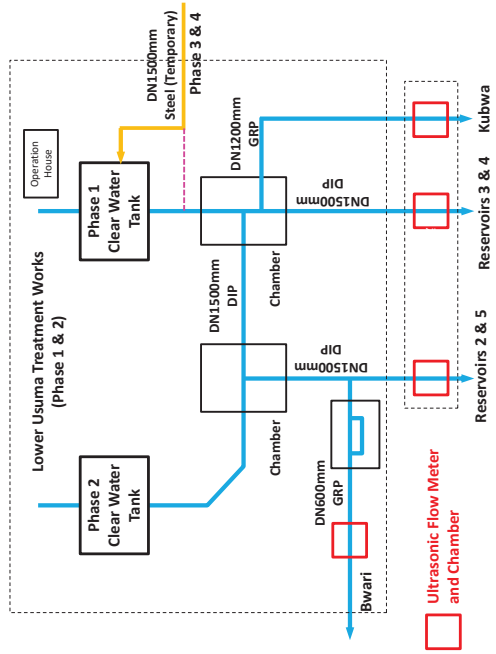 Lower Usuma Treatment Works
(Phase 1 & 2)
Operation
House
DN1500mm
Steel (Temporary)
Phase 3 & 4
Phase 2
Clear Water
Tank
Phase 1
Clear Water
Tank
DN1500mm
DIP
DN1200mm
GRP
Chamber
Chamber
DN1500mm
DIP
DN1500mm
DIP
DN600mm
GRP
Bwari
Reservoirs 2 & 5
Reservoirs 3 & 4
Kubwa
Ultrasonic Flow Meter
and Chamber